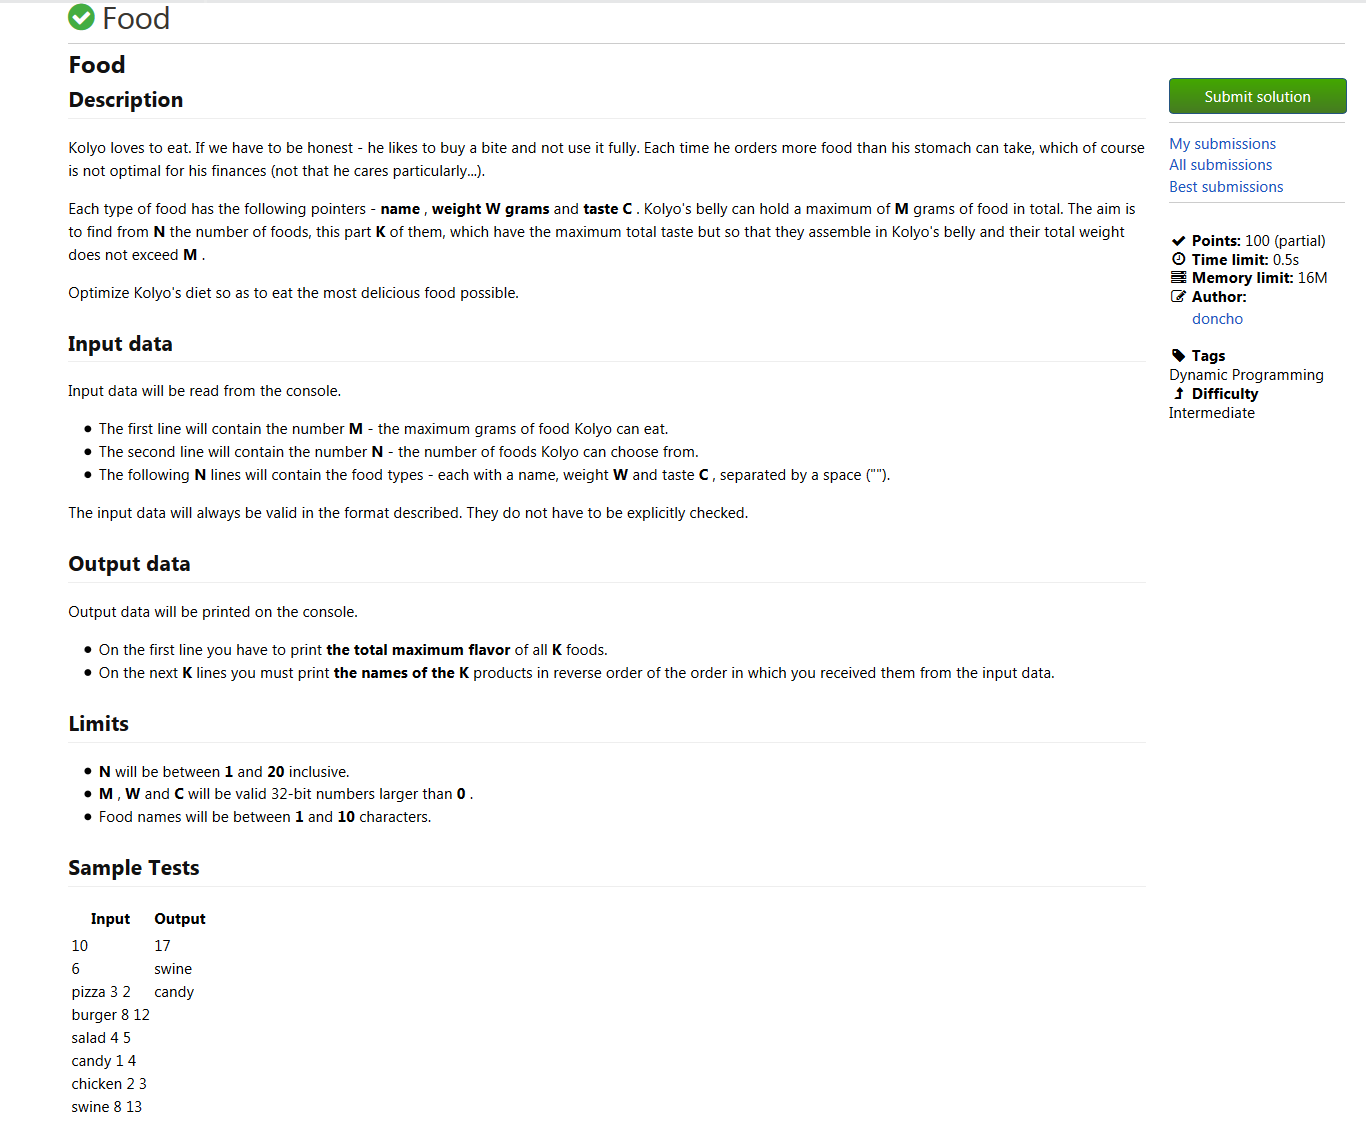 Food
Food
Description
Kolyo loves to eat. If we have to be honest - he likes to buy a bite and not use it fully. Each time he orders more food than his stomach can take, which of course
is not optimal for his finances (not that he cares particularly...).
Each type of food has the following pointers - name , weight W grams and taste C . Kolyo's belly can hold a maximum of M grams of food in total. The aim is
to find from N the number of foods, this part K of them, which have the maximum total taste but so that they assemble in Kolyo's belly and their total weight
does not exceed M .
Optimize Kolyo's diet so as to eat the most delicious food possible.
Input data
Input data will be read from the console.
• The first line will contain the number M - the maximum grams of food Kolyo can eat.
• The second line will contain the number N - the number of foods Kolyo can choose from.
• The following N lines will contain the food types - each with a name, weight W and taste C , separated by a space ("").
The input data will always be valid in the format described. They do not have to be explicitly checked.
Output data
Output data will be printed on the console.
• On the first line you have to print the total maximum flavor of all K foods.
• On the next K lines you must print the names of the K products in reverse order of the order in which you received them from the input data.
Limits
• N will be between 1 and 20 inclusive.
• M , W and C will be valid 32-bit numbers larger than 0 .
• Food names will be between 1 and 10 characters.
Sample Tests
Input Output
10 17
6 swine
pizza 3 2 candy
burger 8 12
salad 4 5
candy 1 4
chicken 2 3
swine 8 13
Submit solution
My submissions
All submissions
Best submissions
Points: 100 (partial)
Time limit: 0.5s
Memory limit: 16M
Author:
doncho
Tags
Dynamic Programming
Difficulty
Intermediate